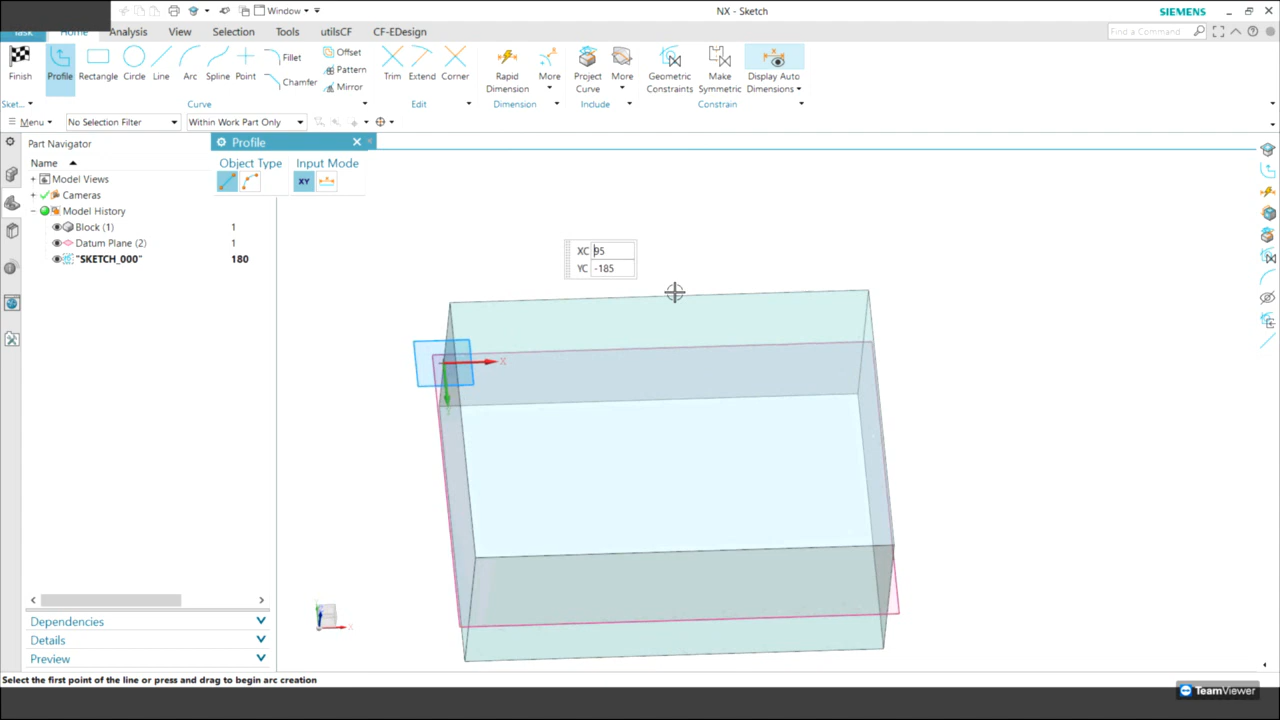 Window
NX - Sketch
SIEMENS
Task
Home
Analysis
View
Selection
Tools
utilsCF
CF-EDesign
Find a Command
Finish
Profile
Rectangle
Circle
Line
Arc
Spline
Point
Fillet
Chamfer
Offset
Pattern
Mirror
Trim
Extend
Corner
Rapid
Dimension
More
Project
Curve
More
Geometric
Constraints
Make
Symmetric
Display Auto
Dimensions
Sket...
Curve
Edit
Dimension
Include
Constrain
Menu
No Selection Filter
Within Work Part Only
Part Navigator
Name
Model Views
Cameras
Model History
Block (1) 1
Datum Plane (2) 1
"SKETCH_000" 180
Profile
Object Type
Input Mode
XY
XC 95
YC -185
X
Dependencies
Details
Preview
Select the first point of the line or press and drag to begin arc creation
TeamViewer